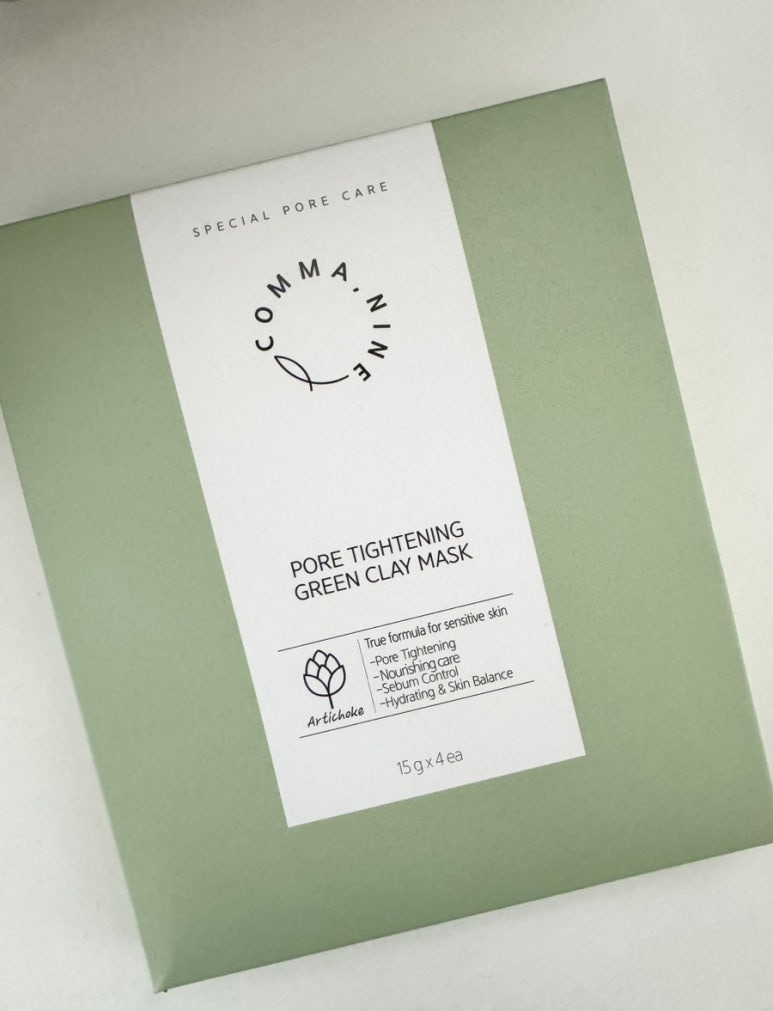 SPECIAL PORE CARE
COMMA,NINE
PORE TIGHTENING
GREEN CLAY MASK
True formula for sensitive skin
-Pore Tightening
-Nourishing care
-Sebum Control
-Hydrating & Skin Balance
Artichoke
15 g x 4 ea